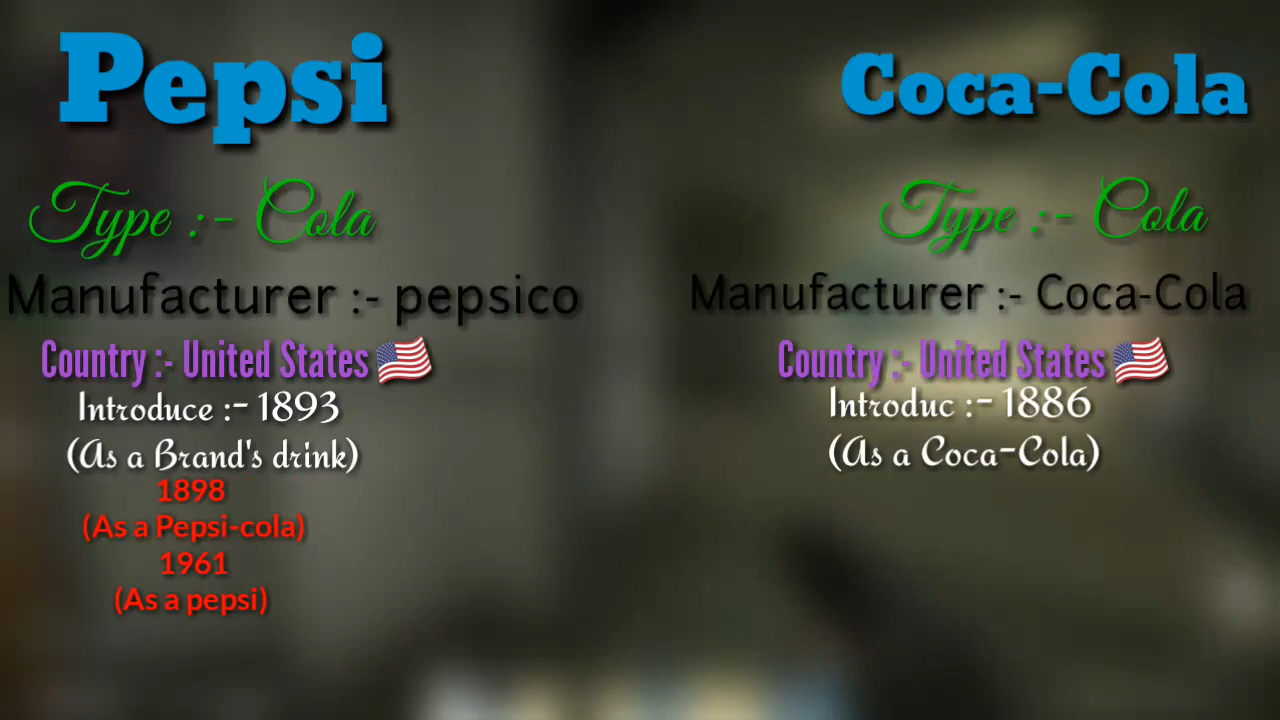 Pepsi
Type :- Cola
Manufacturer :- pepsico
Country :- United States 🇺🇸
Introduce :- 1893
(As a Brand's drink)
1898
(As a Pepsi-cola)
1961
(As a pepsi)
Coca-Cola
Type :- Cola
Manufacturer :- Coca-Cola
Country :- United States 🇺🇸
Introduc :- 1886
(As a Coca-Cola)